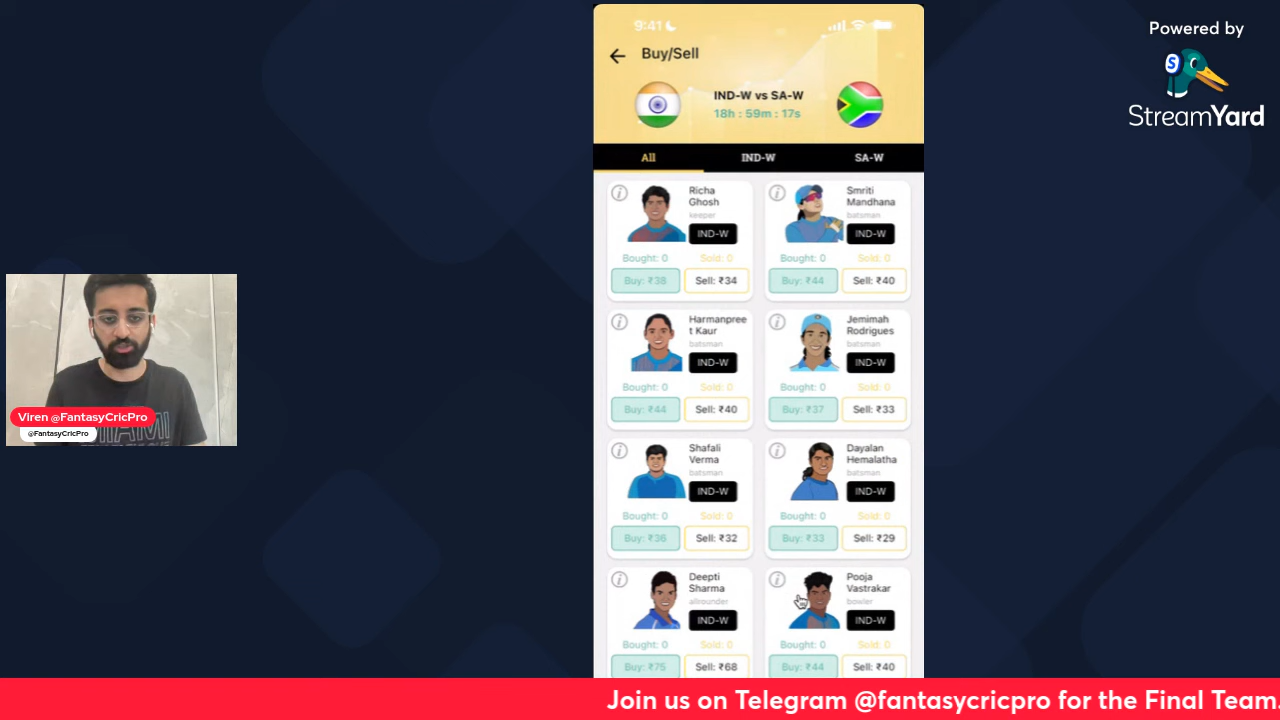 Powered by
StreamYard
9:41
Buy/Sell
IND-W vs SA-W
18h : 59m : 17s
All
IND-W
SA-W
Richa
Ghosh
keeper
IND-W
Bought: 0
Sold: 0
Buy: ₹38
Sell: ₹34
Smriti
Mandhana
batsman
IND-W
Bought: 0
Sold: 0
Buy: ₹44
Sell: ₹40
Harmanpree
t Kaur
batsman
IND-W
Bought: 0
Sold: 0
Buy: ₹44
Sell: ₹40
Jemimah
Rodrigues
batsman
IND-W
Bought: 0
Sold: 0
Buy: ₹37
Sell: ₹33
Shafali
Verma
batsman
IND-W
Bought: 0
Sold: 0
Buy: ₹36
Sell: ₹32
Dayalan
Hemalatha
batsman
IND-W
Bought: 0
Sold: 0
Buy: ₹33
Sell: ₹29
Deepti
Sharma
allrounder
IND-W
Bought: 0
Sold: 0
Buy: ₹75
Sell: ₹68
Pooja
Vastrakar
bowler
IND-W
Bought: 0
Sold: 0
Buy: ₹44
Sell: ₹40
Viren @FantasyCricPro
@FantasyCricPro
Join us on Telegram @fantasycricpro for the Final Team.